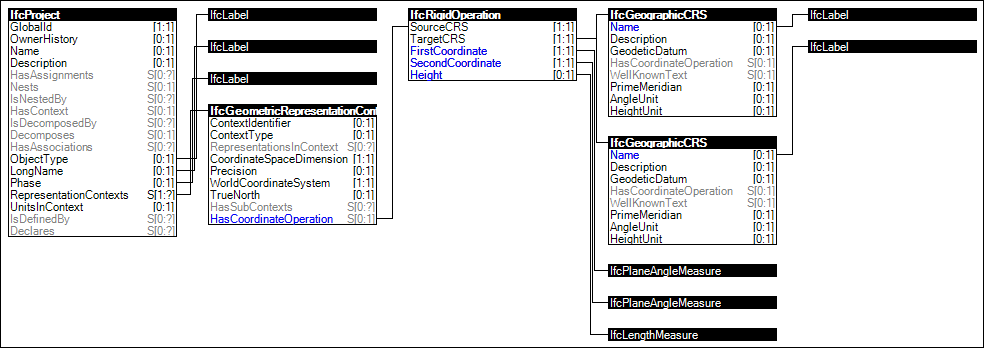 IfcProject
GlobalId [1:1]
OwnerHistory [0:1]
Name [0:1]
Description [0:1]
HasAssignments S[0:?]
Nests S[0:1]
IsNestedBy S[0:?]
HasContext S[0:1]
IsDecomposedBy S[0:?]
Decomposes S[0:1]
HasAssociations S[0:?]
ObjectType [0:1]
LongName [0:1]
Phase [0:1]
RepresentationContexts S[1:?]
UnitsInContext [0:1]
IsDefinedBy S[0:?]
Declares S[0:?]
IfcLabel
IfcLabel
IfcLabel
IfcGeometricRepresentationCont
ContextIdentifier [0:1]
ContextType [0:1]
RepresentationsInContext S[0:?]
CoordinateSpaceDimension [1:1]
Precision [0:1]
WorldCoordinateSystem [1:1]
TrueNorth [0:1]
HasSubContexts S[0:?]
HasCoordinateOperation S[0:1]
IfcRigidOperation
SourceCRS [1:1]
TargetCRS [1:1]
FirstCoordinate [1:1]
SecondCoordinate [1:1]
Height [0:1]
IfcGeographicCRS
Name [0:1]
Description [0:1]
GeodeticDatum [0:1]
HasCoordinateOperation S[0:1]
WellKnownText S[0:1]
PrimeMeridian [0:1]
AngleUnit [0:1]
HeightUnit [0:1]
IfcGeographicCRS
Name [0:1]
Description [0:1]
GeodeticDatum [0:1]
HasCoordinateOperation S[0:1]
WellKnownText S[0:1]
PrimeMeridian [0:1]
AngleUnit [0:1]
HeightUnit [0:1]
IfcPlaneAngleMeasure
IfcPlaneAngleMeasure
IfcLengthMeasure
IfcLabel
IfcLabel